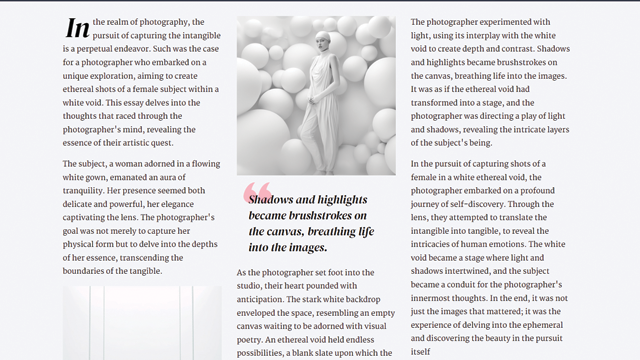 In the realm of photography, the
pursuit of capturing the intangible
is a perpetual endeavor. Such was the case
for a photographer who embarked on a
unique exploration, aiming to create
ethereal shots of a female subject within a
white void. This essay delves into the
thoughts that raced through the
photographer's mind, revealing the
essence of their artistic quest.
The subject, a woman adorned in a flowing
white gown, emanated an aura of
tranquility. Her presence seemed both
delicate and powerful, her elegance
captivating the lens. The photographer's
goal was not merely to capture her
physical form but to delve into the depths
of her essence, transcending the
boundaries of the tangible.
“
Shadows and highlights
became brushstrokes on
the canvas, breathing life
into the images.
As the photographer set foot into the
studio, their heart pounded with
anticipation. The stark white backdrop
enveloped the space, resembling an empty
canvas waiting to be adorned with visual
poetry. An ethereal void held endless
possibilities, a blank slate upon which the
The photographer experimented with
light, using its interplay with the white
void to create depth and contrast. Shadows
and highlights became brushstrokes on
the canvas, breathing life into the images.
It was as if the ethereal void had
transformed into a stage, and the
photographer was directing a play of light
and shadows, revealing the intricate layers
of the subject's being.
In the pursuit of capturing shots of a
female in a white ethereal void, the
photographer embarked on a profound
journey of self-discovery. Through the
lens, they attempted to translate the
intangible into tangible, to reveal the
intricacies of human emotions. The white
void became a stage where light and
shadows intertwined, and the subject
became a conduit for the photographer's
innermost thoughts. In the end, it was not
just the images that mattered; it was the
experience of delving into the ephemeral
and discovering the beauty in the pursuit
itself